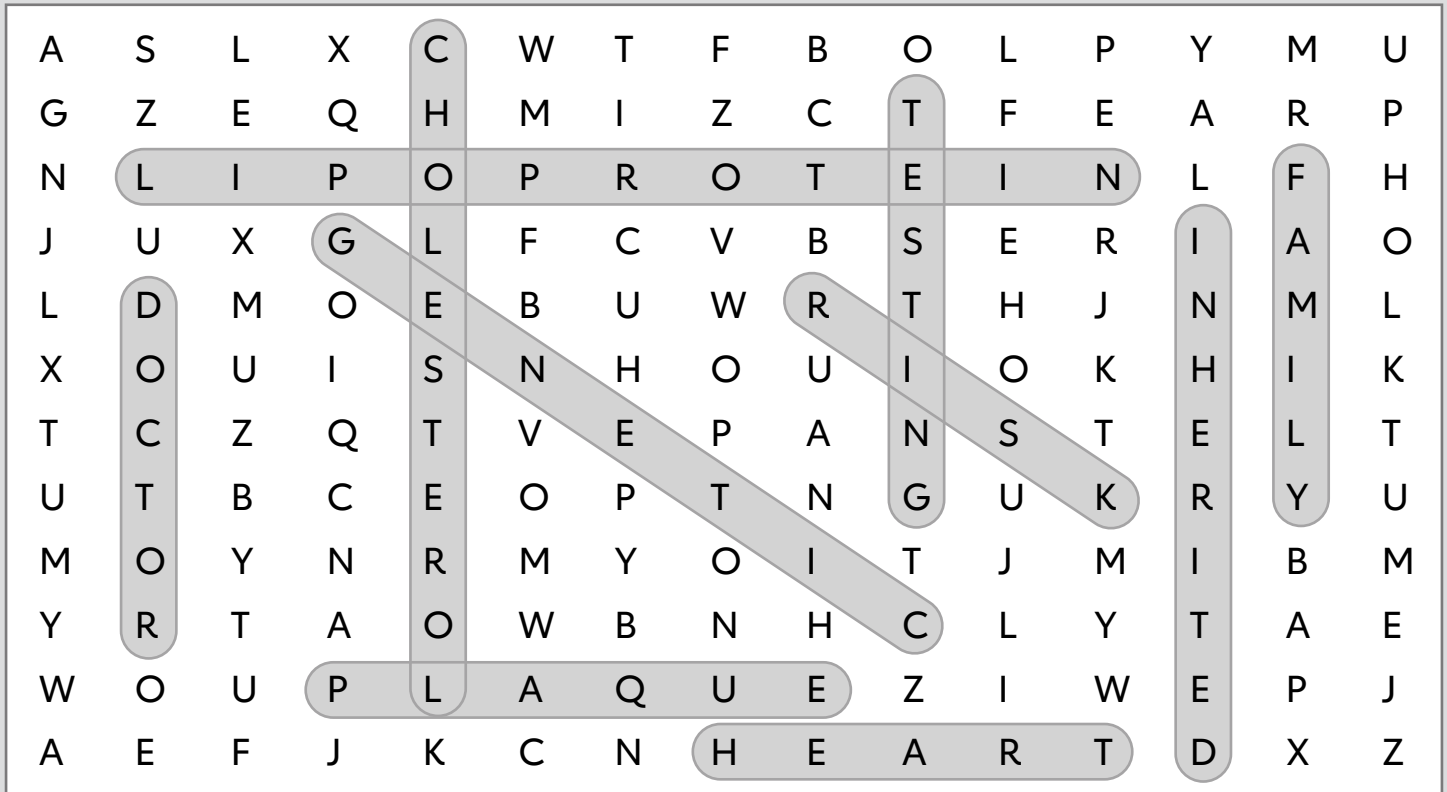 A S L X C W T F B O L P Y M U
G Z E Q H M I Z C T F E A R P
N L I P O P R O T E I N L F H
J U X G L F C V B S E R I A O
L D M O E B U W R T H J N M L
X O U I S N H O U I O K H I K
T C Z Q T V E P A N S T E L T
U T B C E O P T N G U K R Y U
M O Y N R M Y O I T J M I B M
Y R T A O W B N H C L Y T A E
W O U P L A Q U E Z I W E P J
A E F J K C N H E A R T D X Z